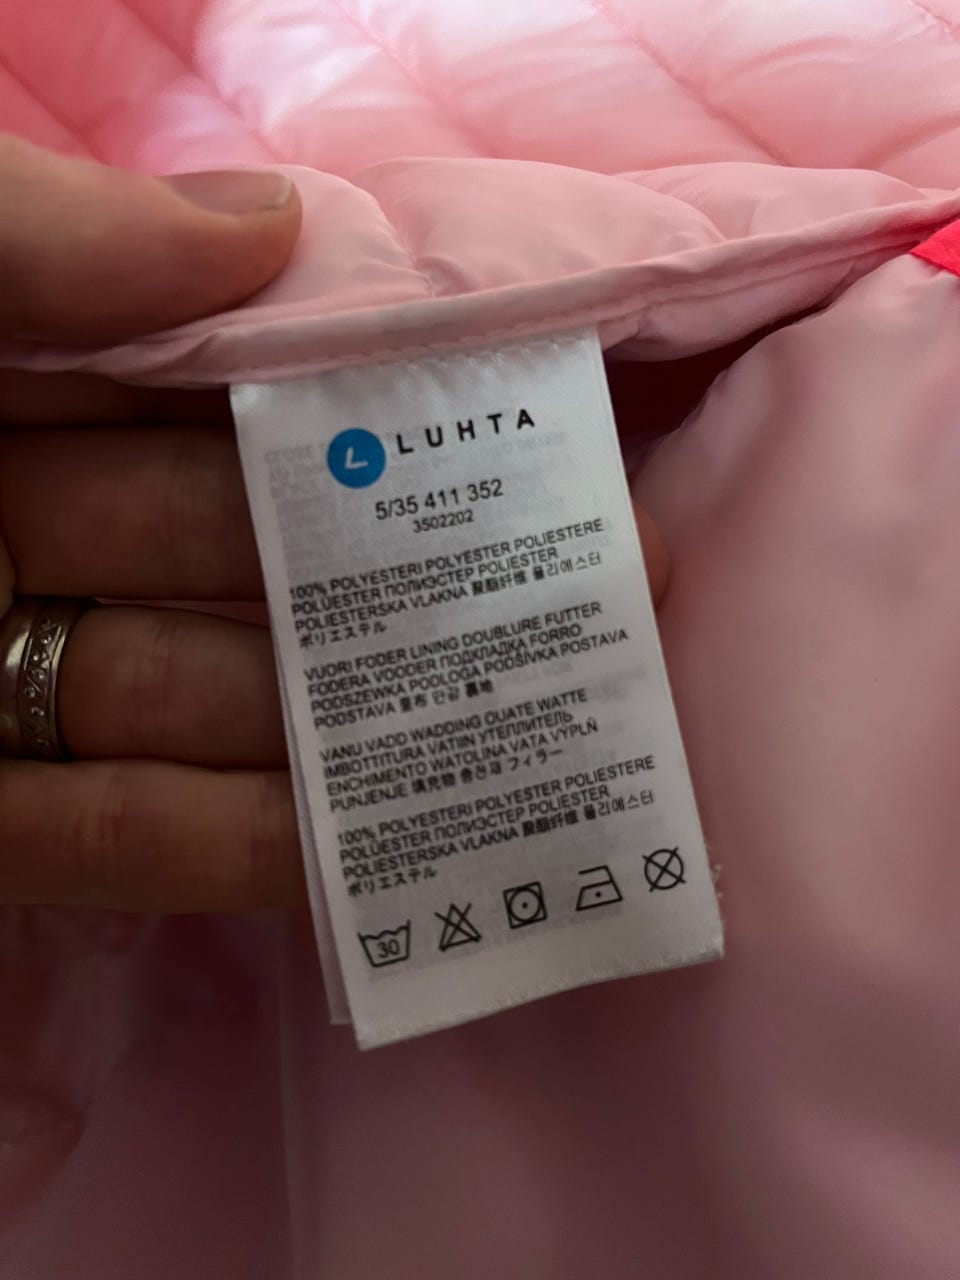 L LUHTA
5/35 411 352
3502202
100% POLYESTERI POLYESTER POLIESTERE
POLÜESTER ПОЛИЭСТЕР POLIESTER
POLIESTERSKA VLAKNA 聚酯纤维 폴리에스터
ポリエステル
VUORI FODER LINING DOUBLURE FUTTER
FODERA VOODER ПОДКЛАДКА FORRO
PODSZEWKA PODLOGA PODŠÍVKA POSTAVA
PODSTAVA 里布 안감 裏地
VANU VADD WADDING OUATE WATTE
IMBOTTITURA VATIIN УТЕПЛИТЕЛЬ
ENCHIMENTO WATOLINA VATA VÝPLŇ
PUNJENJE 填充物 충전재 フィラー
100% POLYESTERI POLYESTER POLIESTERE
POLÜESTER ПОЛИЭСТЕР POLIESTER
POLIESTERSKA VLAKNA 聚酯纤维 폴리에스터
ポリエステル
30